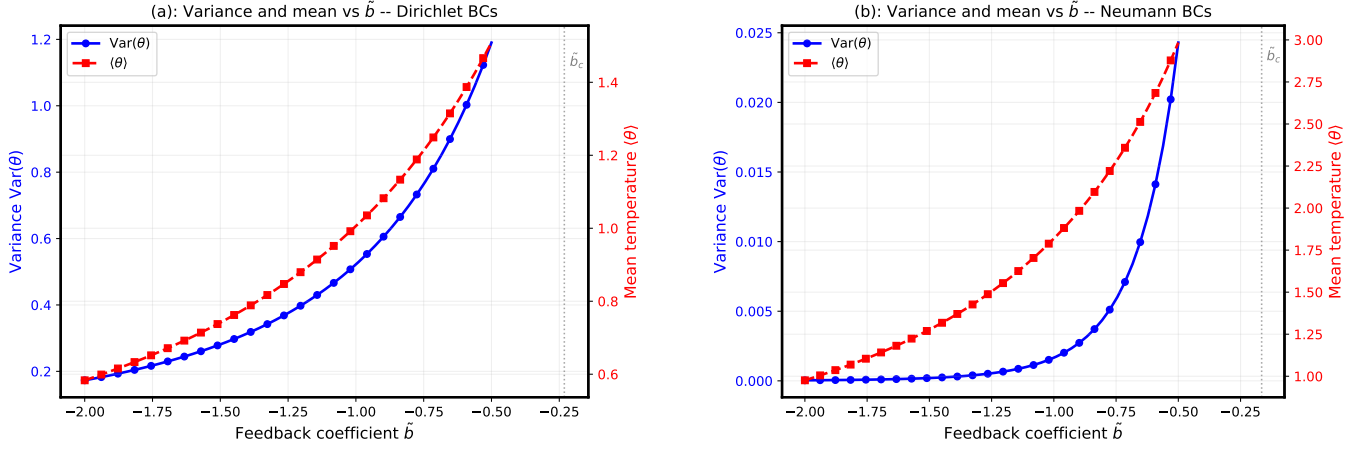 (a): Variance and mean vs b̃ -- Dirichlet BCs
Var(θ)
⟨θ⟩
b̃_c
Variance Var(θ)
1.2
1.0
0.8
0.6
0.4
0.2
1.4
1.2
1.0
0.8
0.6
Mean temperature ⟨θ⟩
−2.00 −1.75 −1.50 −1.25 −1.00 −0.75 −0.50 −0.25
Feedback coefficient b̃
(b): Variance and mean vs b̃ -- Neumann BCs
Var(θ)
⟨θ⟩
b̃_c
Variance Var(θ)
0.025
0.020
0.015
0.010
0.005
0.000
3.00
2.75
2.50
2.25
2.00
1.75
1.50
1.25
1.00
Mean temperature ⟨θ⟩
−2.00 −1.75 −1.50 −1.25 −1.00 −0.75 −0.50 −0.25
Feedback coefficient b̃